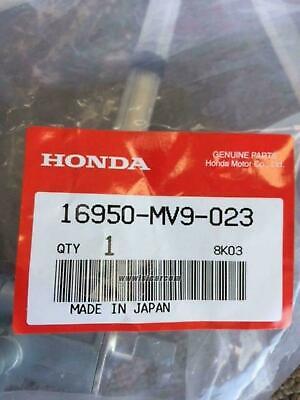 HONDA
GENUINE PARTS
Honda Motor Co., Ltd.
16950-MV9-023
QTY 1 8K03
MADE IN JAPAN